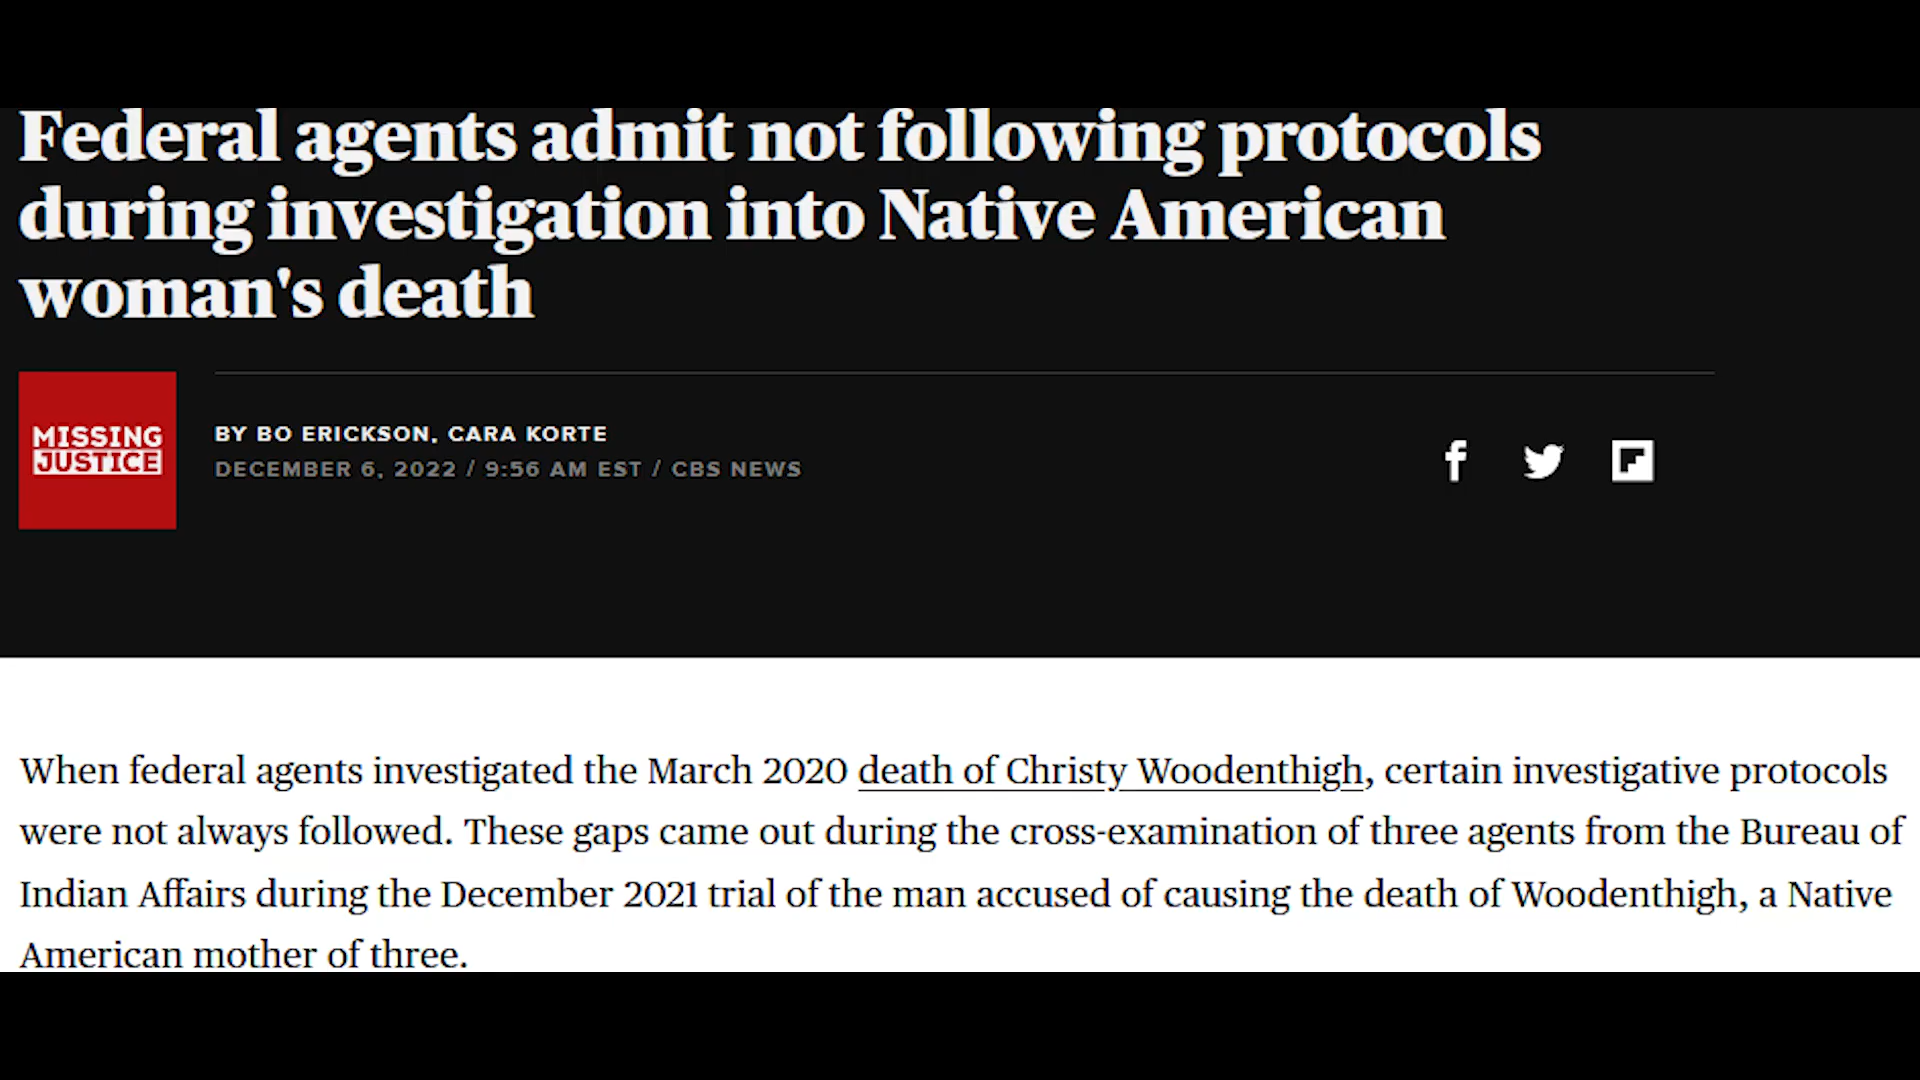 Federal agents admit not following protocols
during investigation into Native American
woman's death
MISSING
JUSTICE
BY BO ERICKSON, CARA KORTE
DECEMBER 6, 2022 / 9:56 AM EST / CBS NEWS
When federal agents investigated the March 2020 death of Christy Woodenthigh, certain investigative protocols
were not always followed. These gaps came out during the cross-examination of three agents from the Bureau of
Indian Affairs during the December 2021 trial of the man accused of causing the death of Woodenthigh, a Native
American mother of three.